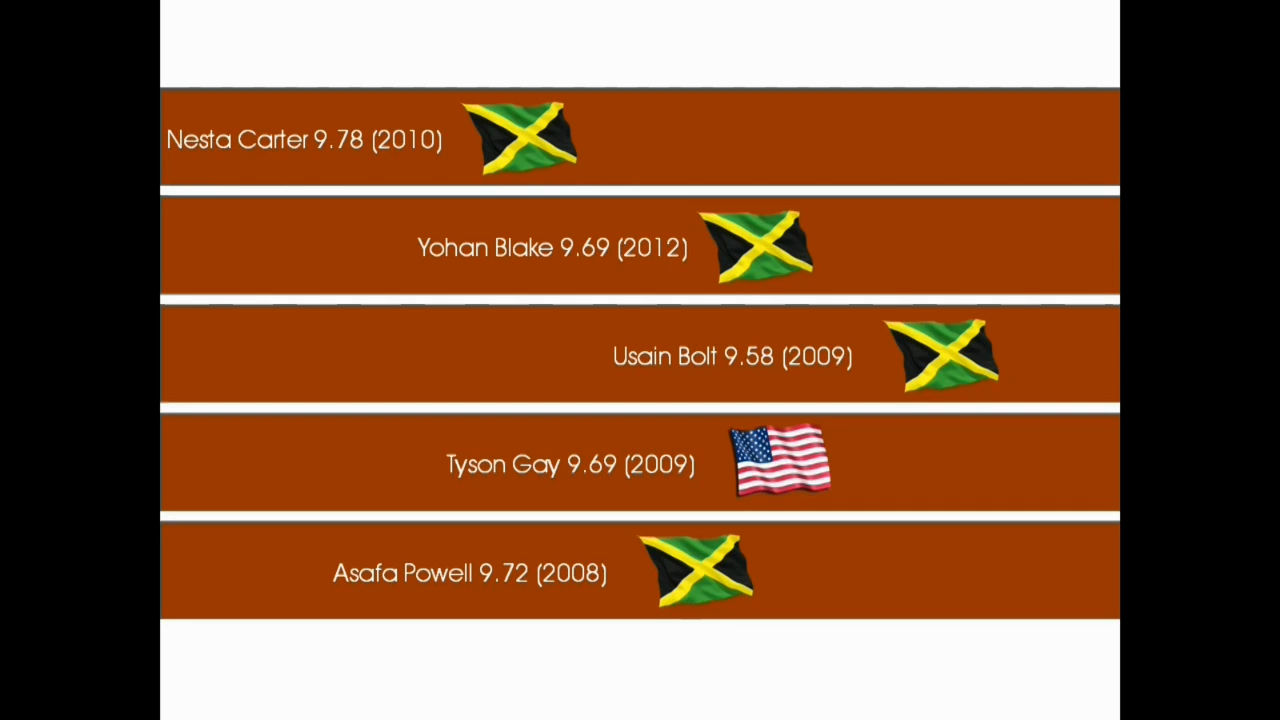 Nesta Carter 9.78 (2010)
Yohan Blake 9.69 (2012)
Usain Bolt 9.58 (2009)
Tyson Gay 9.69 (2009)
Asafa Powell 9.72 (2008)